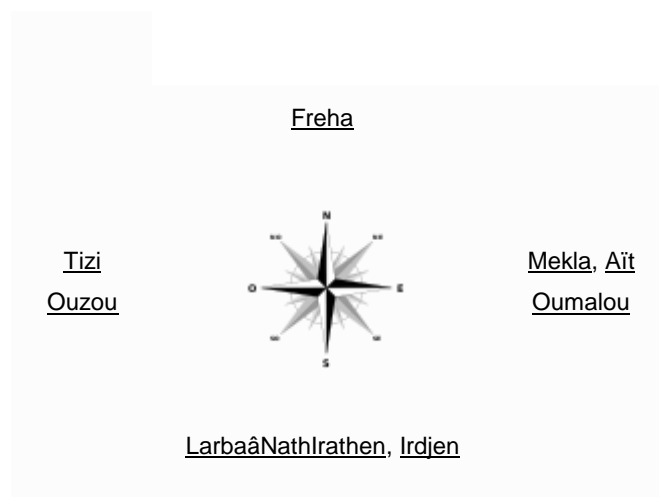 Freha
N
Tizi
Ouzou
O
E
Mekla, Aït
Oumalou
S
LarbaâNathIrathen, Irdjen